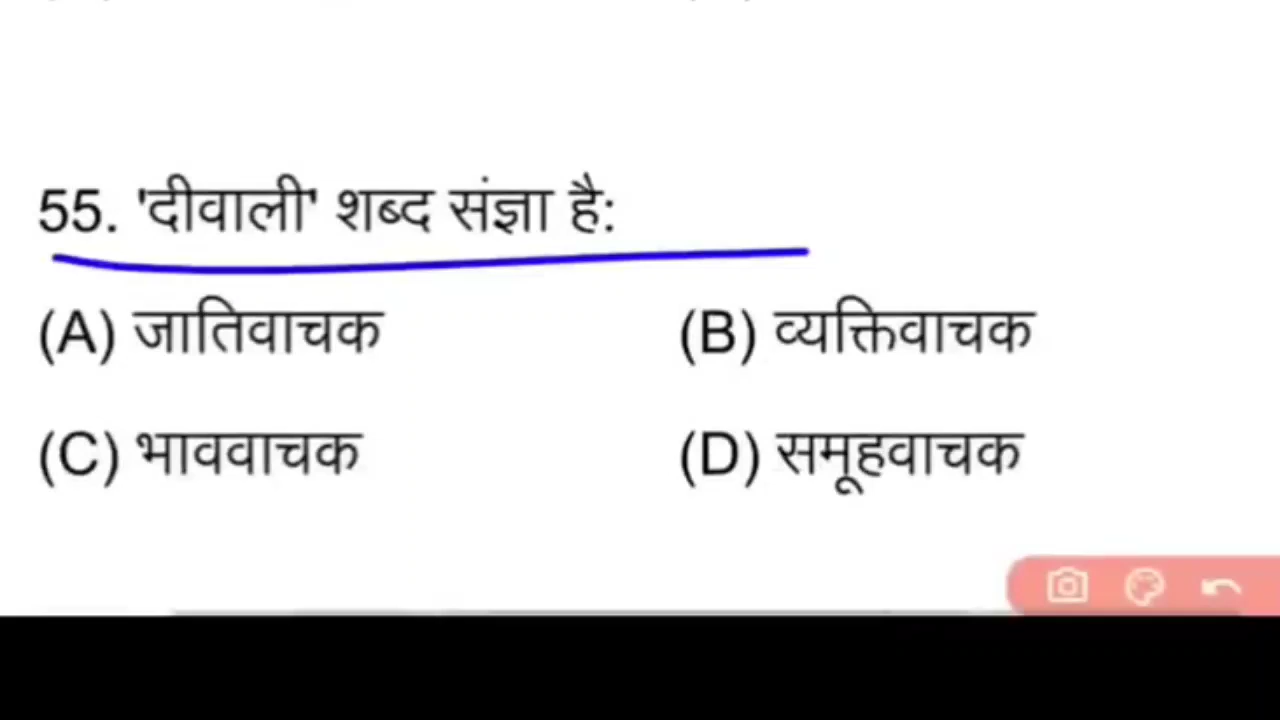 55. 'दीवाली' शब्द संज्ञा है:
(A) जातिवाचक (B) व्यक्तिवाचक
(C) भाववाचक (D) समूहवाचक